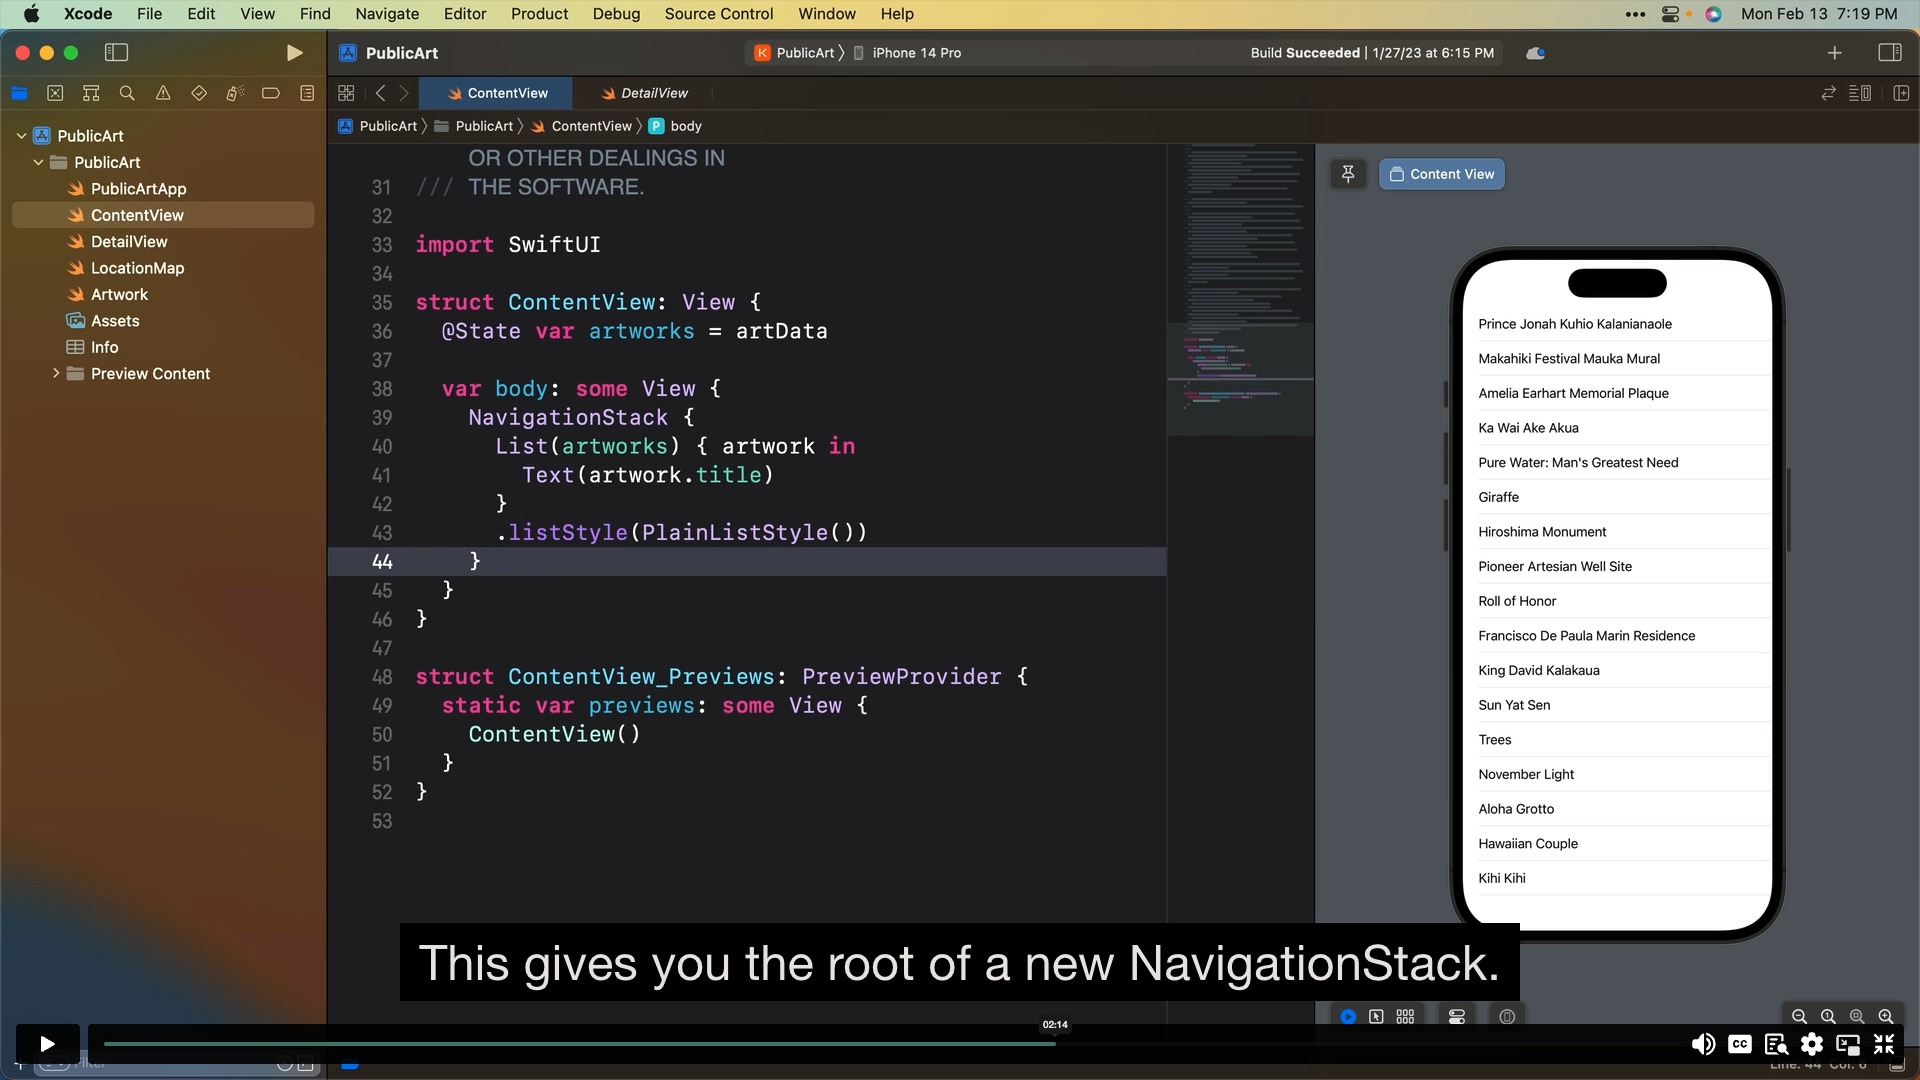 Xcode File Edit View Find Navigate Editor Product Debug Source Control Window Help Mon Feb 13 7:19 PM
PublicArt PublicArt iPhone 14 Pro Build Succeeded | 1/27/23 at 6:15 PM
ContentView DetailView
PublicArt PublicArt ContentView P body
PublicArt
PublicArt
PublicArtApp
ContentView
DetailView
LocationMap
Artwork
Assets
Info
Preview Content
OR OTHER DEALINGS IN
31 /// THE SOFTWARE.
32
33 import SwiftUI
34
35 struct ContentView: View {
36 @State var artworks = artData
37
38 var body: some View {
39 NavigationStack {
40 List(artworks) { artwork in
41 Text(artwork.title)
42 }
43 .listStyle(PlainListStyle())
44 }
45 }
46 }
47
48 struct ContentView_Previews: PreviewProvider {
49 static var previews: some View {
50 ContentView()
51 }
52 }
53
Content View
Prince Jonah Kuhio Kalanianaole
Makahiki Festival Mauka Mural
Amelia Earhart Memorial Plaque
Ka Wai Ake Akua
Pure Water: Man's Greatest Need
Giraffe
Hiroshima Monument
Pioneer Artesian Well Site
Roll of Honor
Francisco De Paula Marin Residence
King David Kalakaua
Sun Yat Sen
Trees
November Light
Aloha Grotto
Hawaiian Couple
Kihi Kihi
This gives you the root of a new NavigationStack.
02:14
CC
Filter
Line: 44 Col: 6